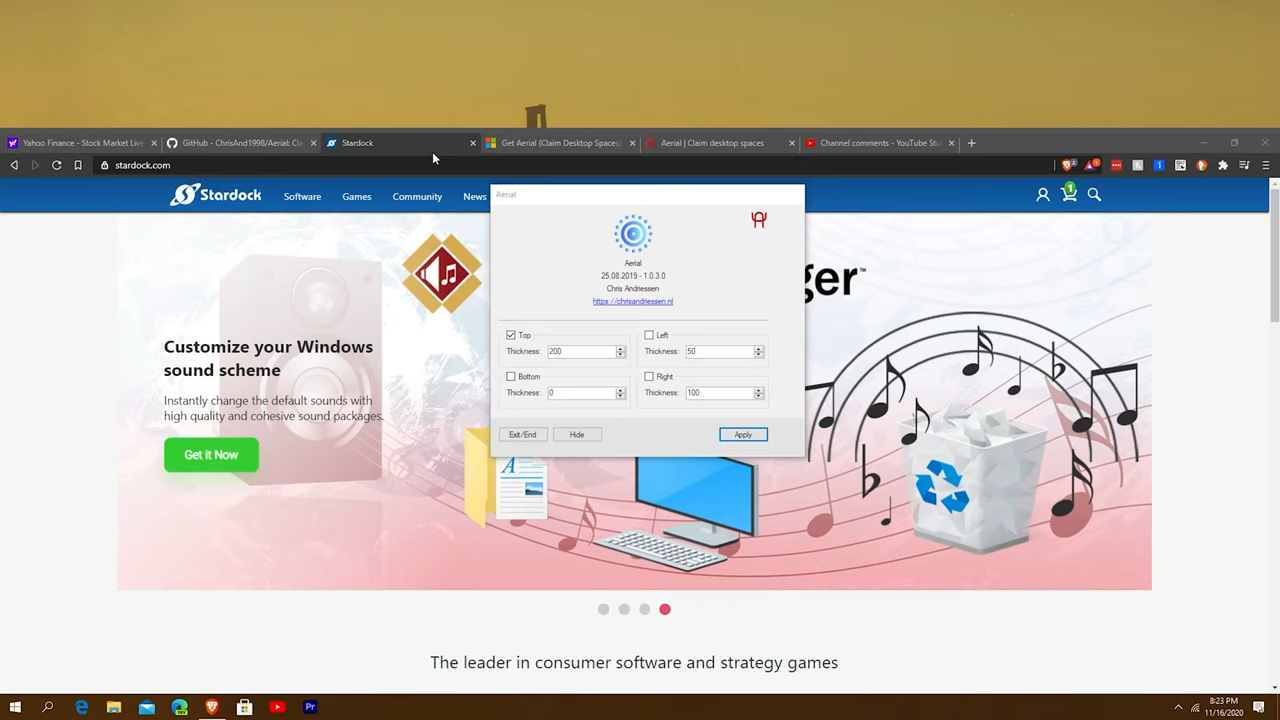 Yahoo Finance - Stock Market Live,
GitHub - ChrisAnd1998/Aerial: Cla
Stardock
Get Aerial (Claim Desktop Spaces)
Aerial | Claim desktop spaces
Channel comments - YouTube Stu
stardock.com
Stardock
Software
Games
Community
News
1
Aerial
Aerial
25.08.2019 - 1.0.3.0
Chris Andriessen
https://chrisandriessen.nl
Top
Thickness: 200
Left
Thickness: 50
Bottom
Thickness: 0
Right
Thickness: 100
Exit/End
Hide
Apply
ger™
Customize your Windows
sound scheme
Instantly change the default sounds with
high quality and cohesive sound packages.
Get it Now
A
The leader in consumer software and strategy games
Pr
8:23 PM
11/16/2020